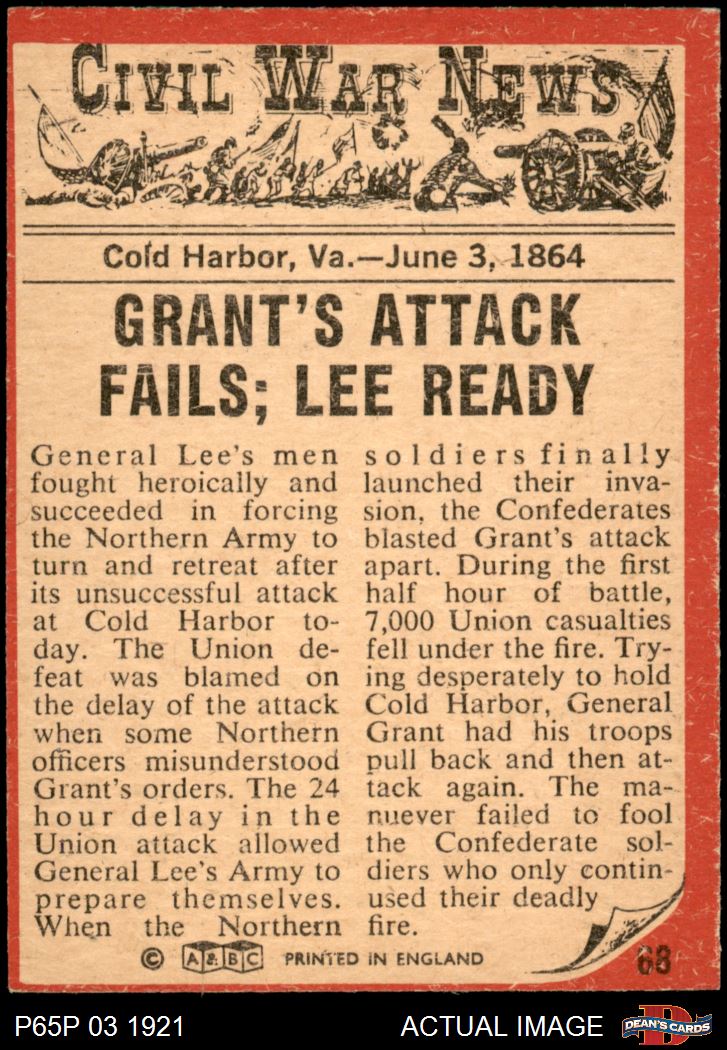 CIVIL WAR NEWS
Cold Harbor, Va.—June 3, 1864
GRANT'S ATTACK
FAILS; LEE READY
General Lee's men
fought heroically and
succeeded in forcing
the Northern Army to
turn and retreat after
its unsuccessful attack
at Cold Harbor to-
day. The Union de-
feat was blamed on
the delay of the attack
when some Northern
officers misunderstood
Grant's orders. The 24
hour delay in the
Union attack allowed
General Lee's Army to
prepare themselves.
When the Northern
soldiers finally
launched their inva-
sion, the Confederates
blasted Grant's attack
apart. During the first
half hour of battle,
7,000 Union casualties
fell under the fire. Try-
ing desperately to hold
Cold Harbor, General
Grant had his troops
pull back and then at-
tack again. The ma-
nuever failed to fool
the Confederate sol-
diers who only contin-
used their deadly
fire.
© A&BC PRINTED IN ENGLAND
68
P65P 03 1921
ACTUAL IMAGE
D
DEAN'S CARDS